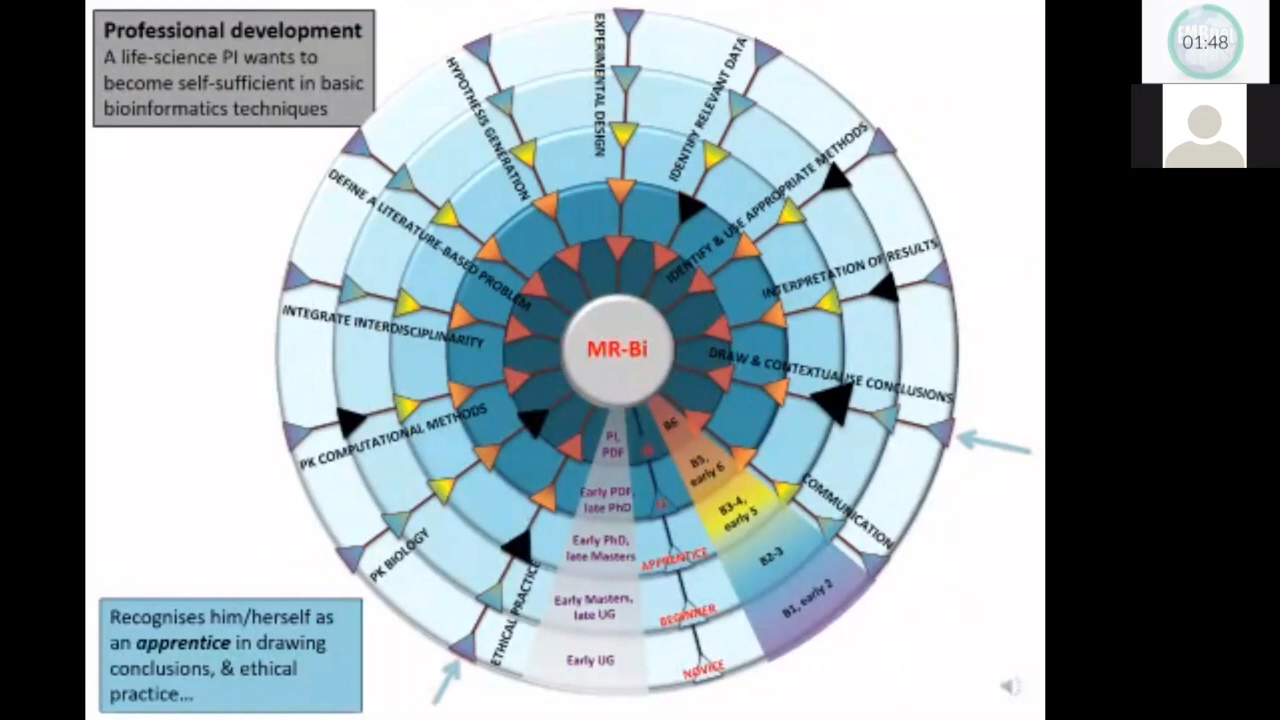 Professional development
A life-science PI wants to
become self-sufficient in basic
bioinformatics techniques
01:48
EXPERIMENTAL DESIGN
HYPOTHESIS GENERATION
IDENTIFY RELEVANT DATA
DEFINE A LITERATURE-BASED PROBLEM
IDENTIFY & USE APPROPRIATE METHODS
INTEGRATE INTERDISCIPLINARITY
INTERPRETATION OF RESULTS
MR-Bi
DRAW & CONTEXTUALISE CONCLUSIONS
PK COMPUTATIONAL METHODS
COMMUNICATION
PK BIOLOGY
ETHICAL PRACTICE
PI,
PDF
Early PDF,
late PhD
Early PhD,
late Masters
Early Masters,
late UG
Early UG
APPRENTICE
BEGINNER
NOVICE
B6
B5,
early 6
B3-4,
early 5
B2-3
B1, early 2
Recognises him/herself as
an apprentice in drawing
conclusions, & ethical
practice...